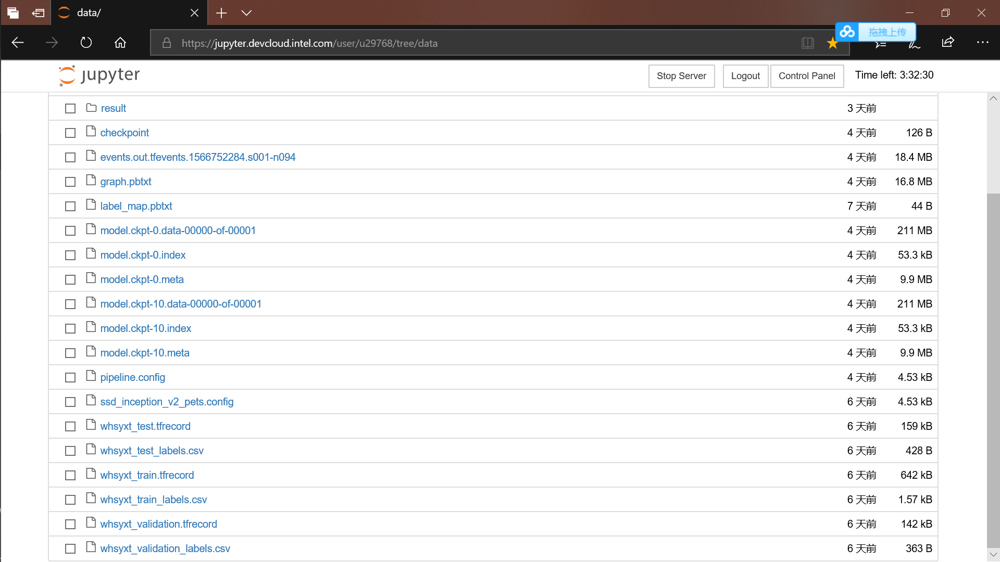 data/
https://jupyter.devcloud.intel.com/user/u29768/tree/data
拖拽上传
jupyter
Stop Server
Logout
Control Panel
Time left: 3:32:30
result 3 天前
checkpoint 4 天前 126 B
events.out.tfevents.1566752284.s001-n094 4 天前 18.4 MB
graph.pbtxt 4 天前 16.8 MB
label_map.pbtxt 7 天前 44 B
model.ckpt-0.data-00000-of-00001 4 天前 211 MB
model.ckpt-0.index 4 天前 53.3 kB
model.ckpt-0.meta 4 天前 9.9 MB
model.ckpt-10.data-00000-of-00001 4 天前 211 MB
model.ckpt-10.index 4 天前 53.3 kB
model.ckpt-10.meta 4 天前 9.9 MB
pipeline.config 4 天前 4.53 kB
ssd_inception_v2_pets.config 6 天前 4.53 kB
whsyxt_test.tfrecord 6 天前 159 kB
whsyxt_test_labels.csv 6 天前 428 B
whsyxt_train.tfrecord 6 天前 642 kB
whsyxt_train_labels.csv 6 天前 1.57 kB
whsyxt_validation.tfrecord 6 天前 142 kB
whsyxt_validation_labels.csv 6 天前 363 B